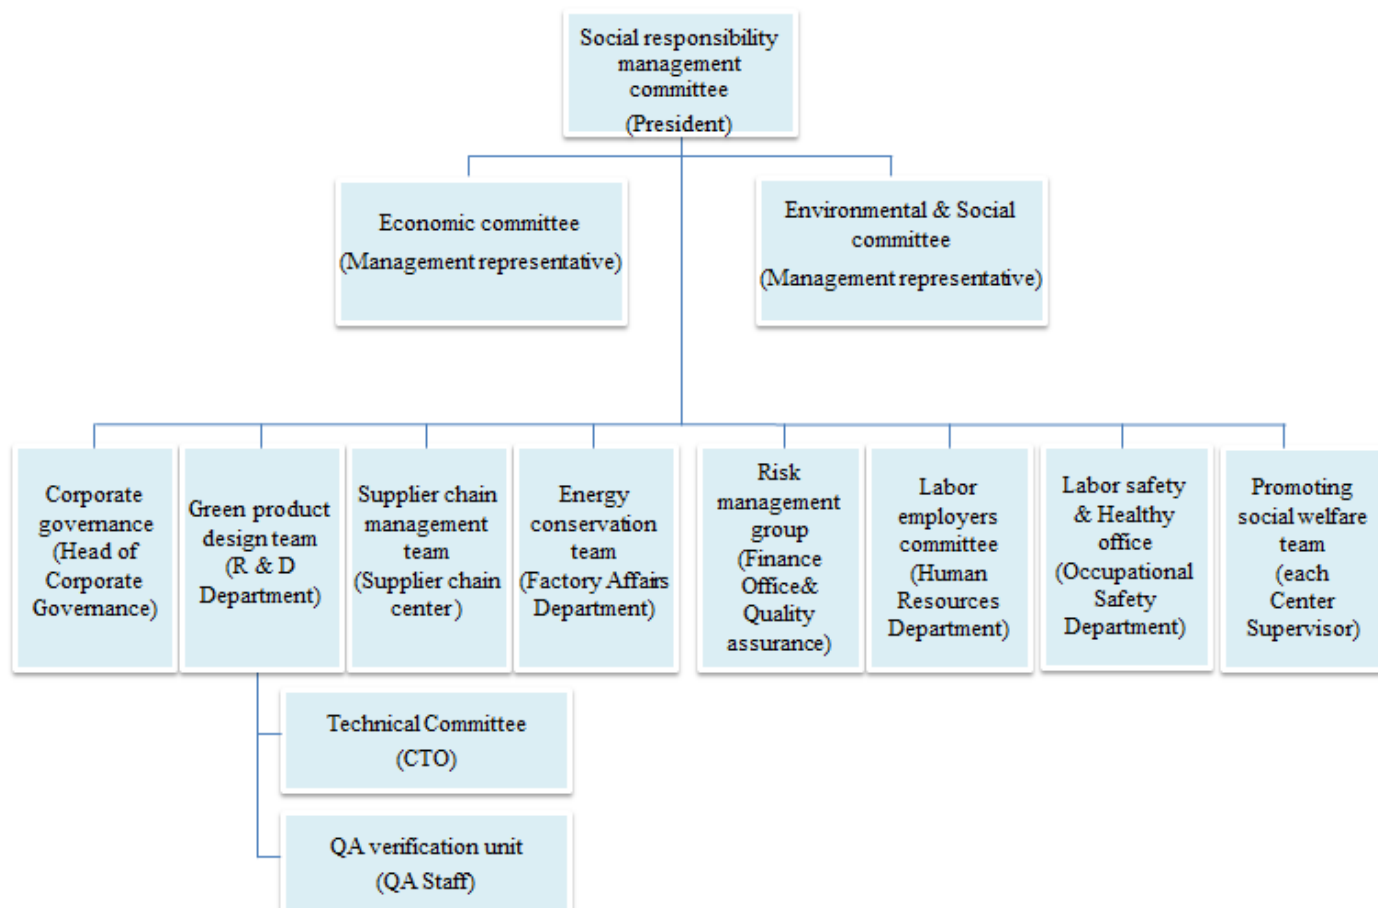 Social responsibility
management
committee
(President)
Economic committee
(Management representative)
Environmental & Social
committee
(Management representative)
Corporate
governance
(Head of
Corporate
Governance)
Green product
design team
(R & D
Department)
Supplier chain
management
team
(Supplier chain
center)
Energy
conservation
team
(Factory Affairs
Department)
Risk
management
group
(Finance
Office&
Quality
assurance)
Labor
employers
committee
(Human
Resources
Department)
Labor safety
& Healthy
office
(Occupational
Safety
Department)
Promoting
social welfare
team
(each
Center
Supervisor)
Technical Committee
(CTO)
QA verification unit
(QA Staff)